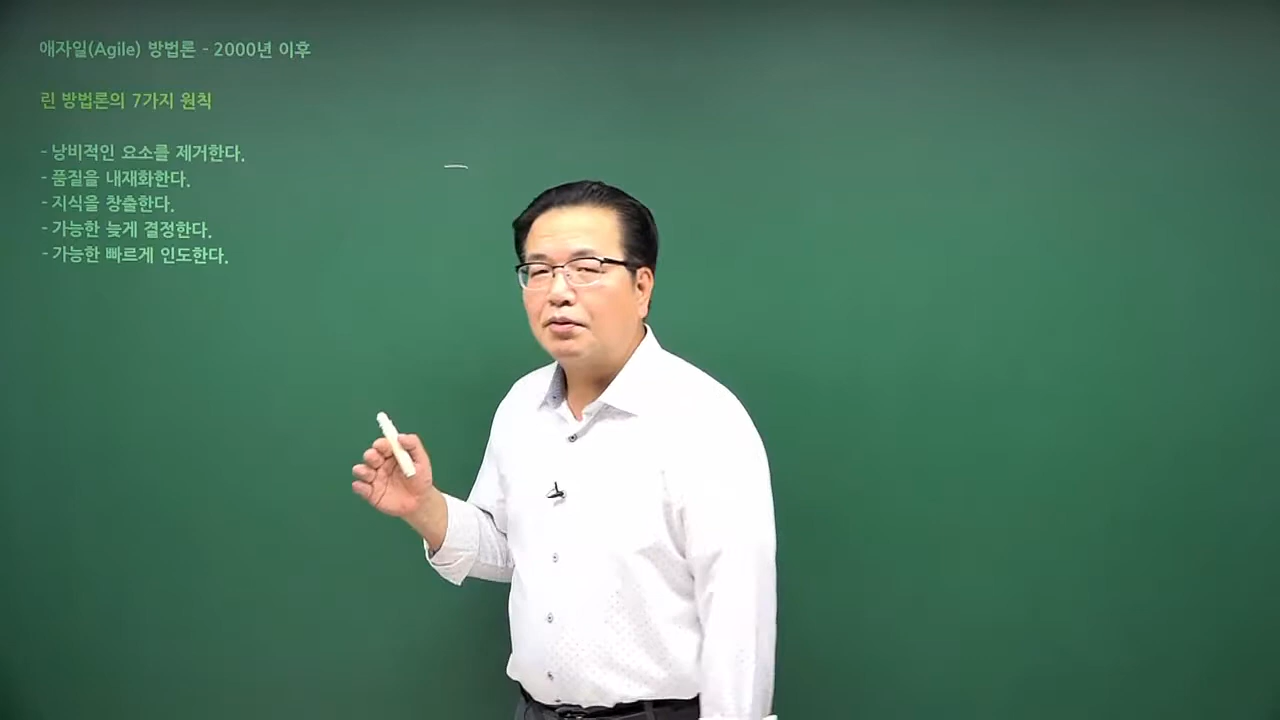 애자일(Agile) 방법론 - 2000년 이후
린 방법론의 7가지 원칙
- 낭비적인 요소를 제거한다.
- 품질을 내재화한다.
- 지식을 창출한다.
- 가능한 늦게 결정한다.
- 가능한 빠르게 인도한다.